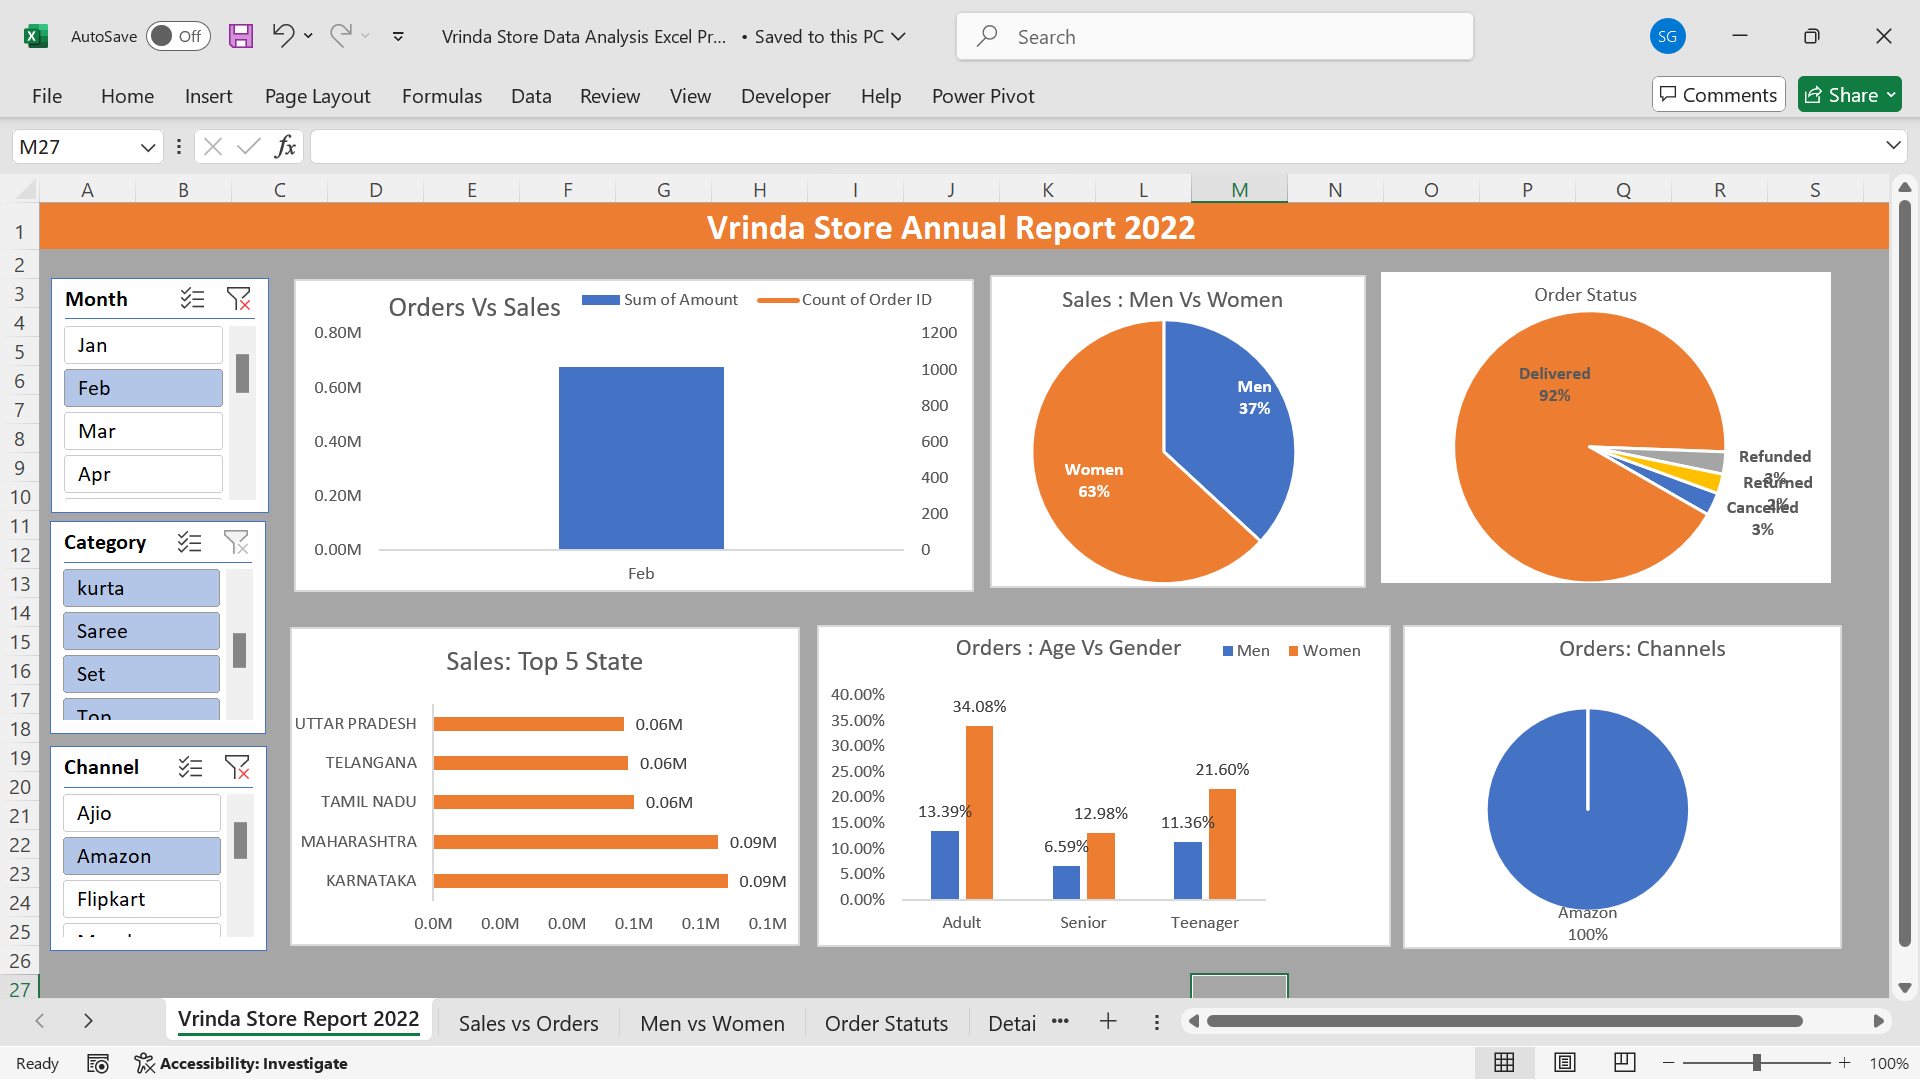 AutoSave Off Vrinda Store Data Analysis Excel Pr... • Saved to this PC Search SG
File Home Insert Page Layout Formulas Data Review View Developer Help Power Pivot Comments Share
M27 fx
A B C D E F G H I J K L M N O P Q R S
1
2
3
4
5
6
7
8
9
10
11
12
13
14
15
16
17
18
19
20
21
22
23
24
25
26
27
Vrinda Store Annual Report 2022
Month
Jan
Feb
Mar
Apr
Category
kurta
Saree
Set
Top
Channel
Ajio
Amazon
Flipkart
Orders Vs Sales Sum of Amount Count of Order ID
0.80M 1200
1000
0.60M
800
0.40M 600
400
0.20M
200
0.00M 0
Feb
Sales : Men Vs Women
Men
37%
Women
63%
Order Status
Delivered
92%
Refunded
3%
Returned
2%
Cancelled
3%
Sales: Top 5 State
UTTAR PRADESH 0.06M
TELANGANA 0.06M
TAMIL NADU 0.06M
MAHARASHTRA 0.09M
KARNATAKA 0.09M
0.0M 0.0M 0.0M 0.1M 0.1M 0.1M
Orders : Age Vs Gender Men Women
40.00%
35.00%
30.00%
25.00%
20.00%
15.00%
10.00%
5.00%
0.00%
13.39% 34.08%
6.59% 12.98%
11.36% 21.60%
Adult Senior Teenager
Orders: Channels
Amazon
100%
Vrinda Store Report 2022 Sales vs Orders Men vs Women Order Statuts Detai ...
Ready Accessibility: Investigate 100%